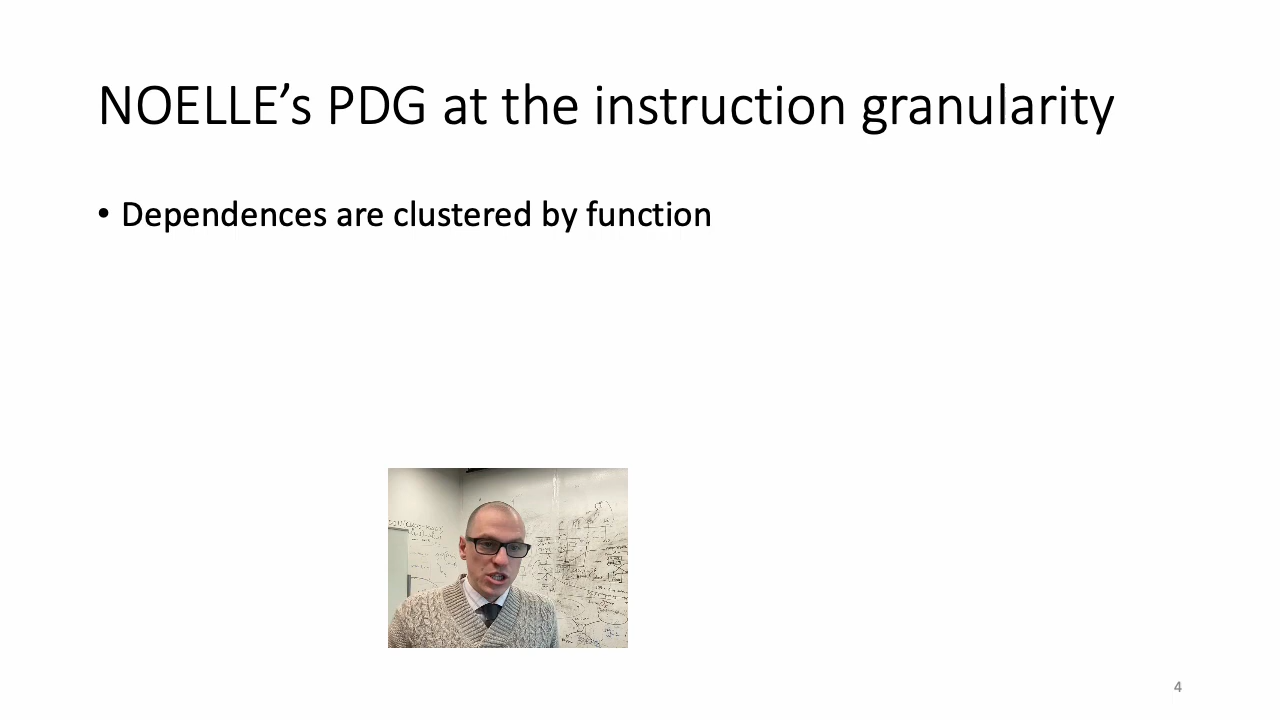 NOELLE’s PDG at the instruction granularity
• Dependences are clustered by function
4